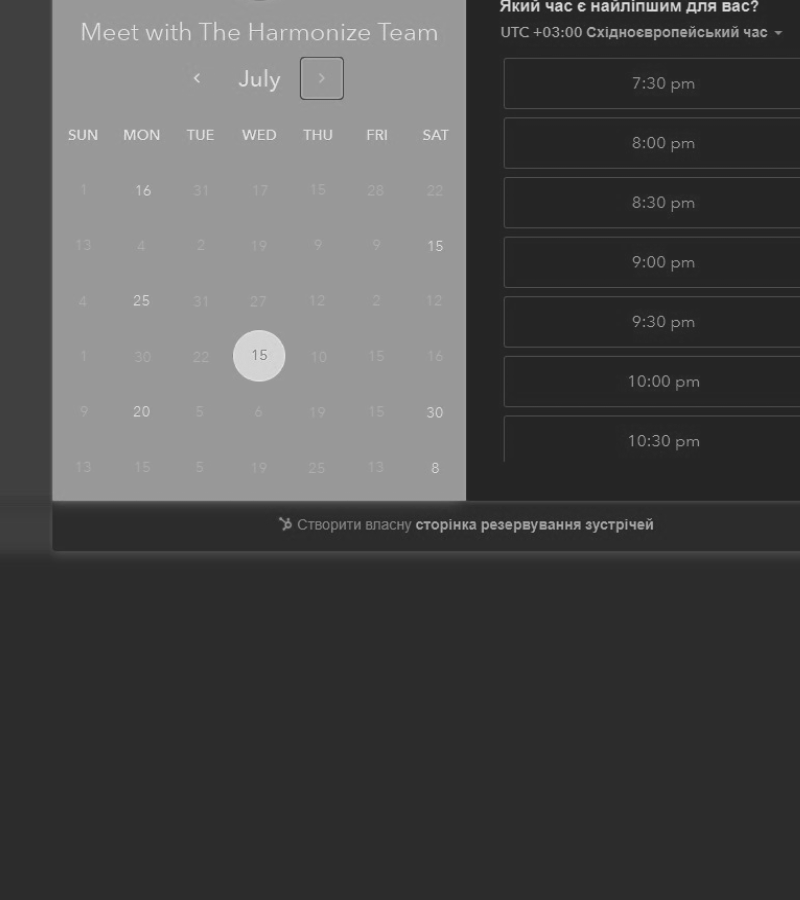 Meet with The Harmonize Team
July
SUN MON TUE WED THU FRI SAT
1 16 31 17 15 28 22
13 4 2 19 9 9 15
4 25 31 27 12 2 12
1 30 22 15 10 15 16
9 20 5 6 19 15 30
13 15 5 19 25 13 8
Який час є найліпшим для вас?
UTC +03:00 Східноєвропейський час
7:30 pm
8:00 pm
8:30 pm
9:00 pm
9:30 pm
10:00 pm
10:30 pm
Створити власну сторінка резервування зустрічей